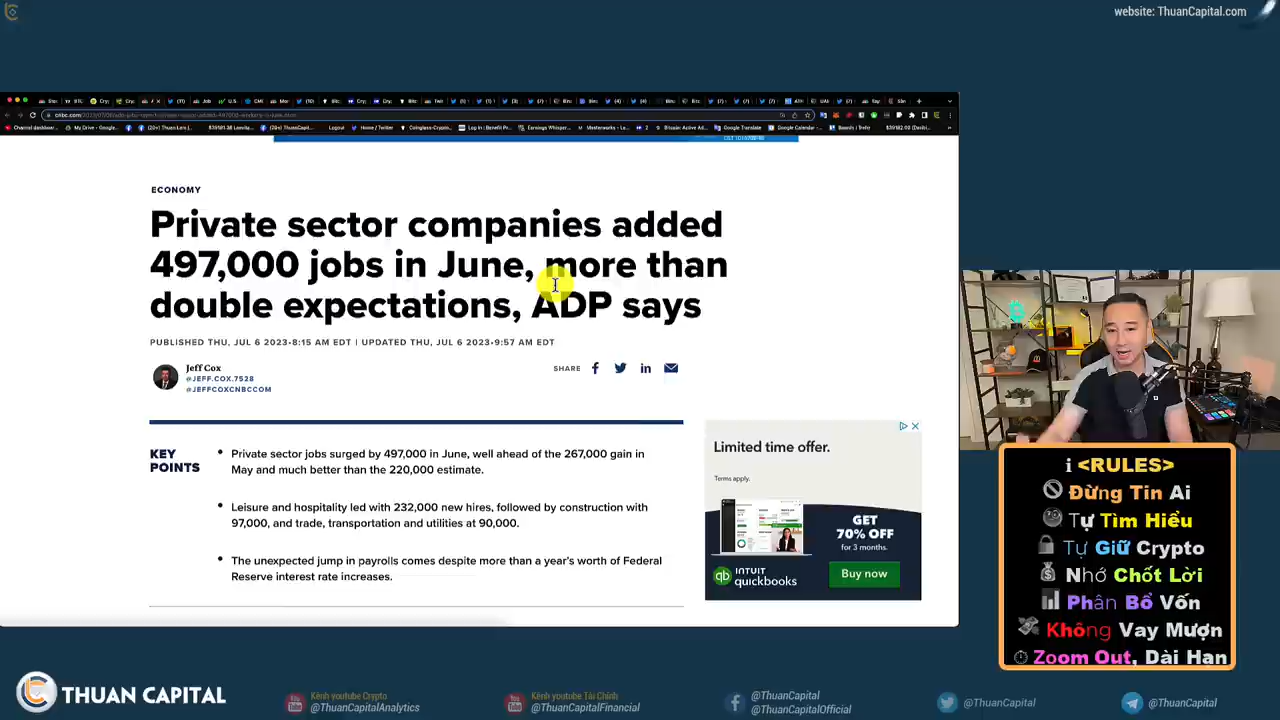 website: ThuanCapital.com
ECONOMY
Private sector companies added
497,000 jobs in June, more than
double expectations, ADP says
PUBLISHED THU, JUL 6 2023•8:15 AM EDT | UPDATED THU, JUL 6 2023•9:57 AM EDT
Jeff Cox
@JEFF.COX.7528
@JEFFCOXCNBCCOM
SHARE
KEY
POINTS
Private sector jobs surged by 497,000 in June, well ahead of the 267,000 gain in
May and much better than the 220,000 estimate.
Leisure and hospitality led with 232,000 new hires, followed by construction with
97,000, and trade, transportation and utilities at 90,000.
The unexpected jump in payrolls comes despite more than a year's worth of Federal
Reserve interest rate increases.
Limited time offer.
Terms apply.
GET
70% OFF
for 3 months.
INTUIT
quickbooks
Buy now
<RULES>
Đừng Tin Ai
Tự Tìm Hiểu
Tự Giữ Crypto
Nhớ Chốt Lời
Phân Bổ Vốn
Không Vay Mượn
Zoom Out, Dài Hạn
THUAN CAPITAL
Kênh youtube Crypto
@ThuanCapitalAnalytics
Kênh youtube Tài Chính
@ThuanCapitalFinancial
@ThuanCapital
@ThuanCapitalOfficial
@ThuanCapital
@ThuanCapital